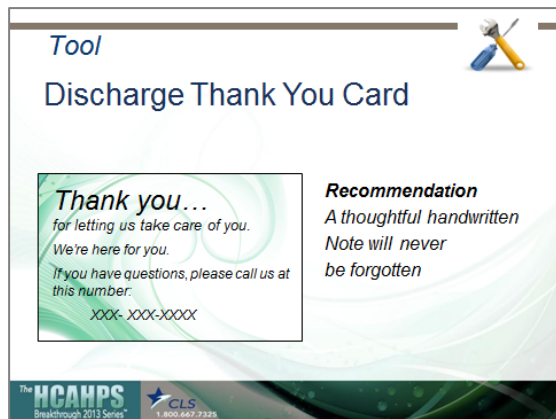 Tool
Discharge Thank You Card
Thank you…
for letting us take care of you.
We're here for you.
If you have questions, please call us at
this number:
XXX- XXX-XXXX
Recommendation
A thoughtful handwritten
Note will never
be forgotten
The HCAHPS
Breakthrough 2013 Series™
CLS
1.800.667.7325